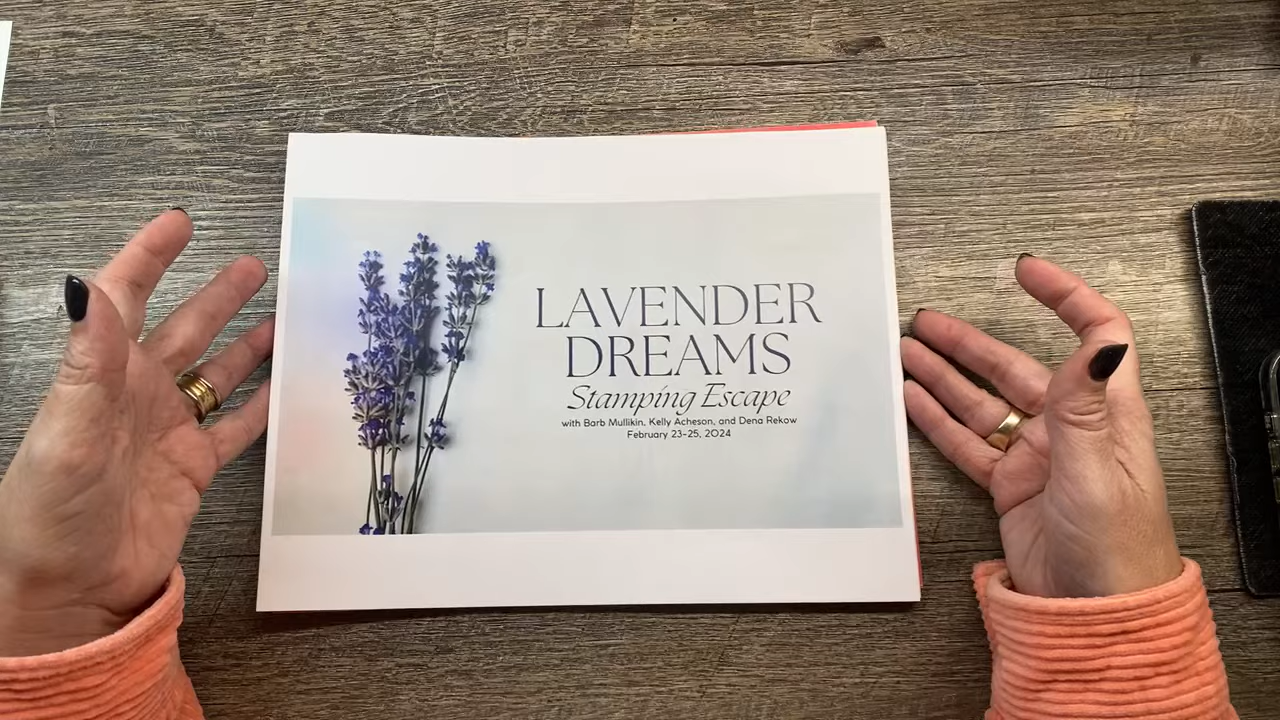 LAVENDER
DREAMS
Stamping Escape
with Barb Mullikin, Kelly Acheson, and Dena Rekow
February 23-25, 2024